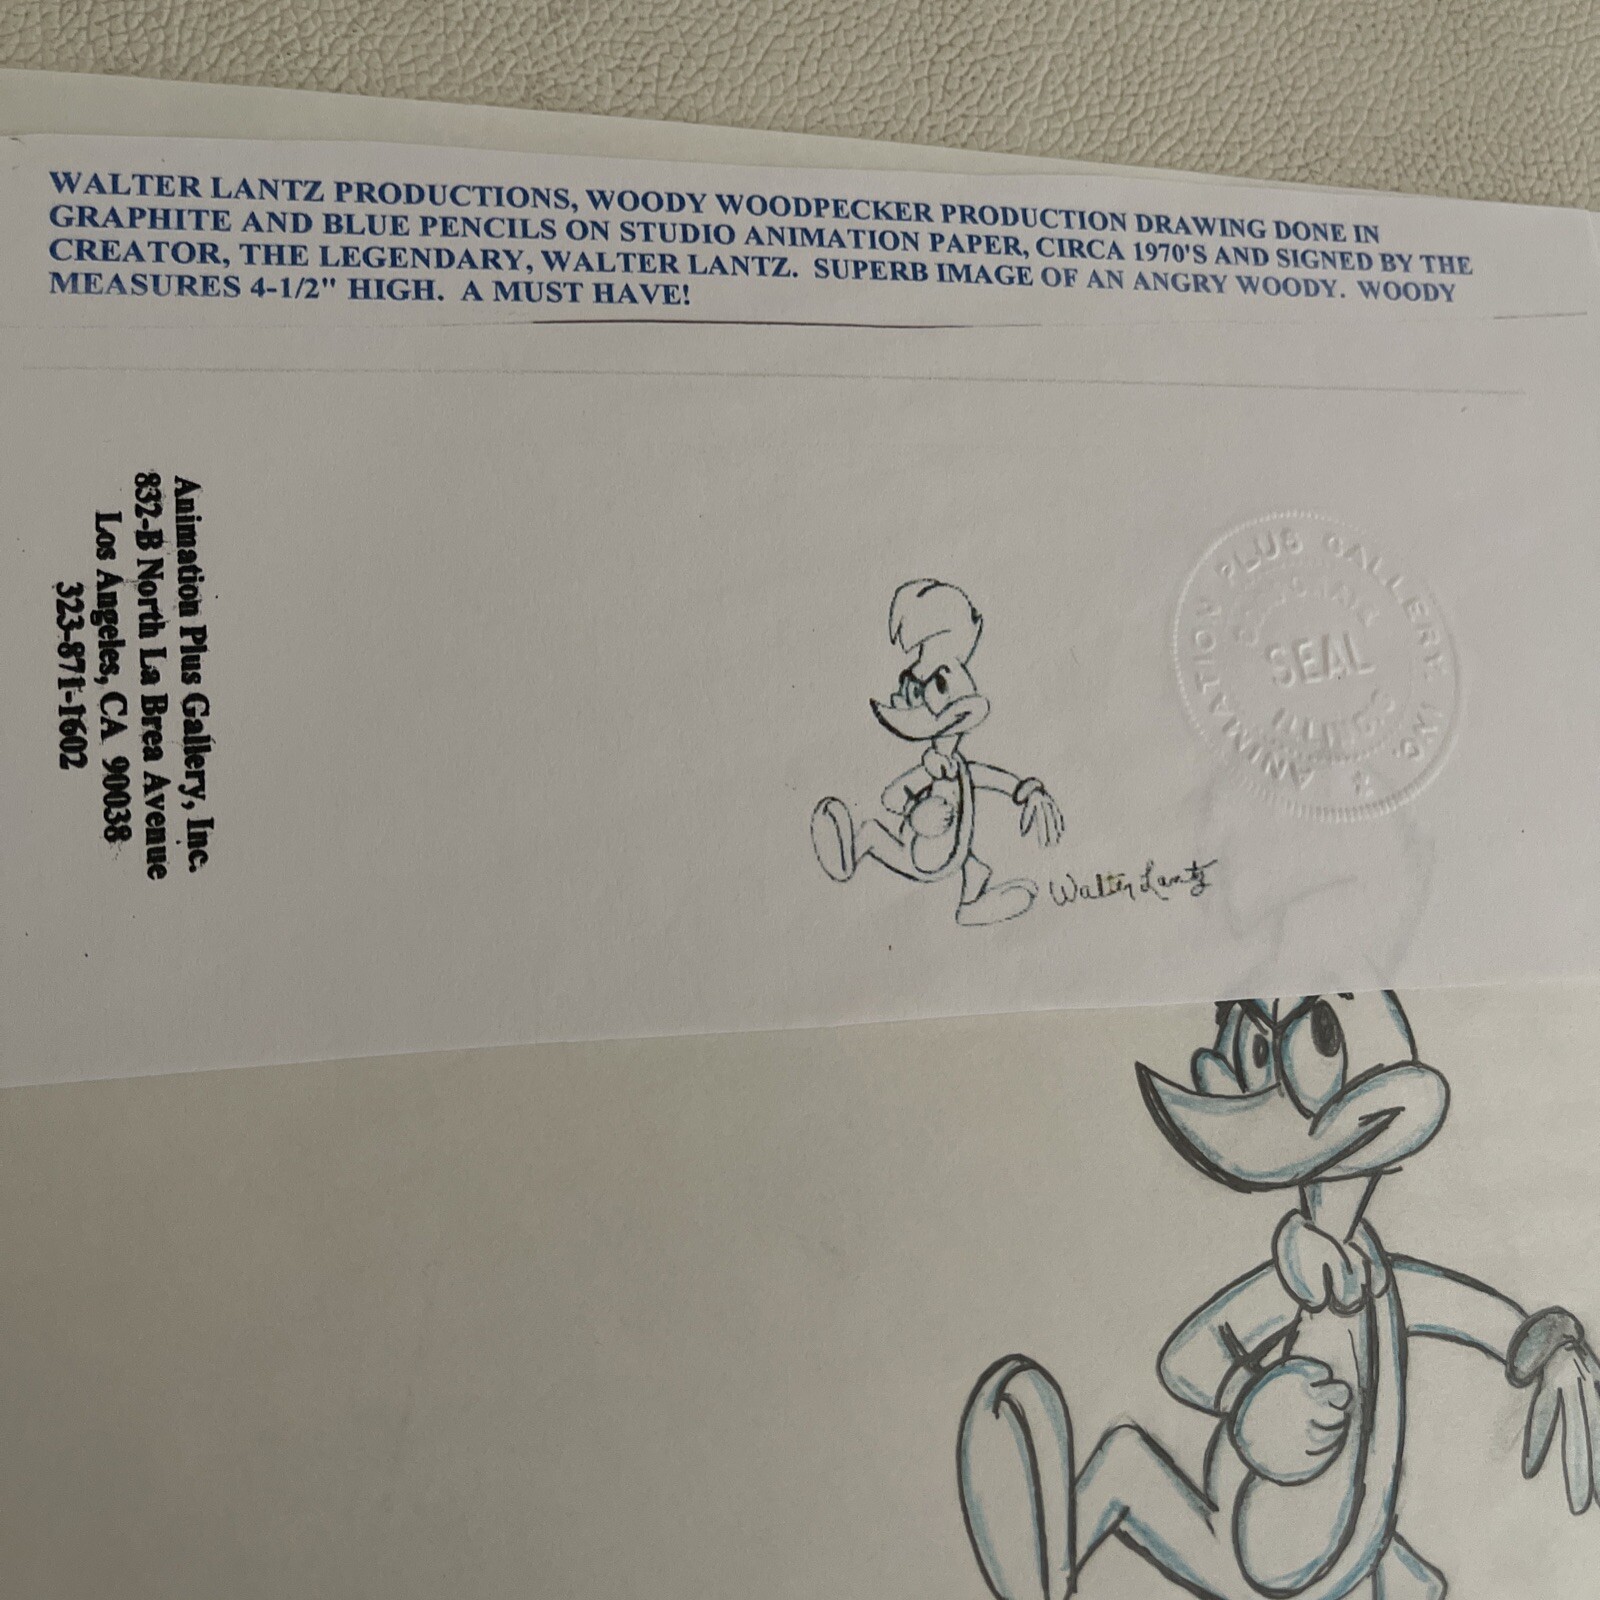 WALTER LANTZ PRODUCTIONS, WOODY WOODPECKER PRODUCTION DRAWING DONE IN
GRAPHITE AND BLUE PENCILS ON STUDIO ANIMATION PAPER, CIRCA 1970'S AND SIGNED BY THE
CREATOR, THE LEGENDARY, WALTER LANTZ. SUPERB IMAGE OF AN ANGRY WOODY. WOODY
MEASURES 4-1/2" HIGH. A MUST HAVE!
Animation Plus Gallery, Inc.
832-B North La Brea Avenue
Los Angeles, CA 90038
323-871-1602
ANIMATION PLUS GALLERY, INC.
SEAL
ILLINOIS
Walter Lantz